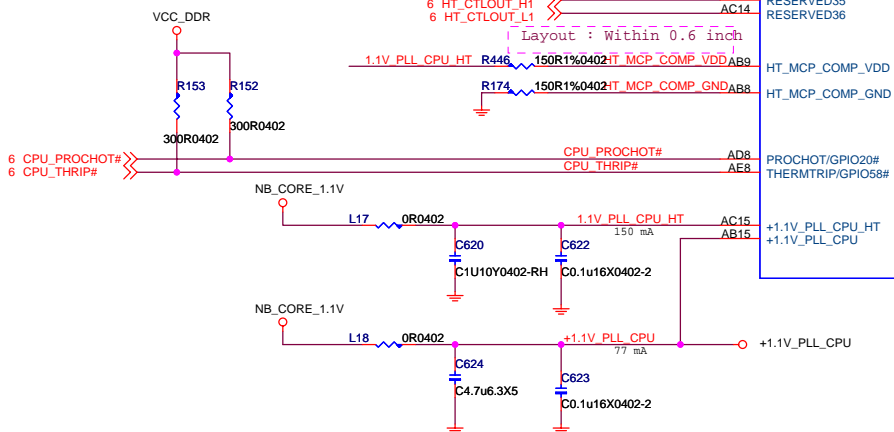 6 HT_CTLOUT_H1
6 HT_CTLOUT_L1
AC14
RESERVED35
RESERVED36
VCC_DDR
Layout : Within 0.6 inch
1.1V_PLL_CPU_HT
R446
150R1%0402
HT_MCP_COMP_VDD
AB9
HT_MCP_COMP_VDD
R153
R152
R174
150R1%0402
HT_MCP_COMP_GND
AB8
HT_MCP_COMP_GND
300R0402
300R0402
6 CPU_PROCHOT#
CPU_PROCHOT#
AD8
PROCHOT/GPIO20#
6 CPU_THRIP#
CPU_THRIP#
AE8
THERMTRIP/GPIO58#
NB_CORE_1.1V
L17
0R0402
1.1V_PLL_CPU_HT
150 mA
AC15
+1.1V_PLL_CPU_HT
AB15
+1.1V_PLL_CPU
C620
C622
C1U10Y0402-RH
C0.1u16X0402-2
NB_CORE_1.1V
L18
0R0402
+1.1V_PLL_CPU
77 mA
+1.1V_PLL_CPU
C624
C623
C4.7u6.3X5
C0.1u16X0402-2